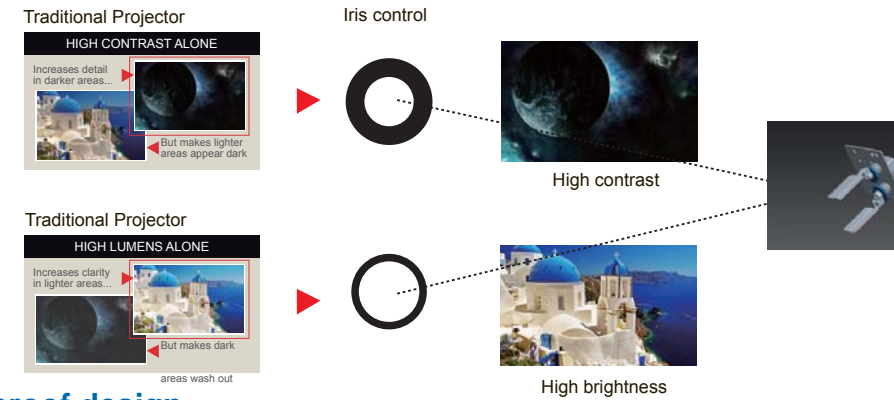 Traditional Projector
Iris control
HIGH CONTRAST ALONE
Increases detail
in darker areas...
But makes lighter
areas appear dark
High contrast
Traditional Projector
HIGH LUMENS ALONE
Increases clarity
in lighter areas...
But makes dark
areas wash out
High brightness
design